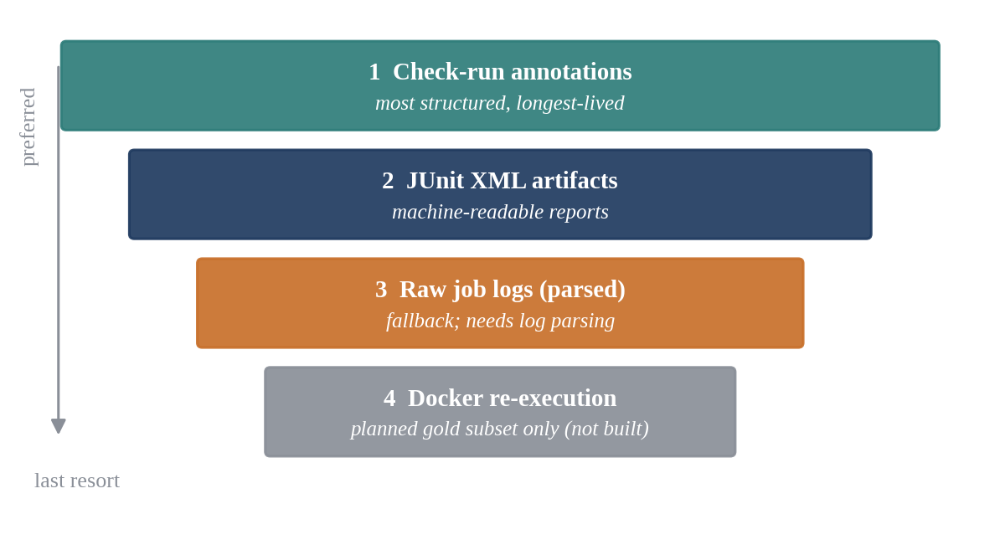 preferred
1 Check-run annotations
most structured, longest-lived
2 JUnit XML artifacts
machine-readable reports
3 Raw job logs (parsed)
fallback; needs log parsing
4 Docker re-execution
planned gold subset only (not built)
last resort